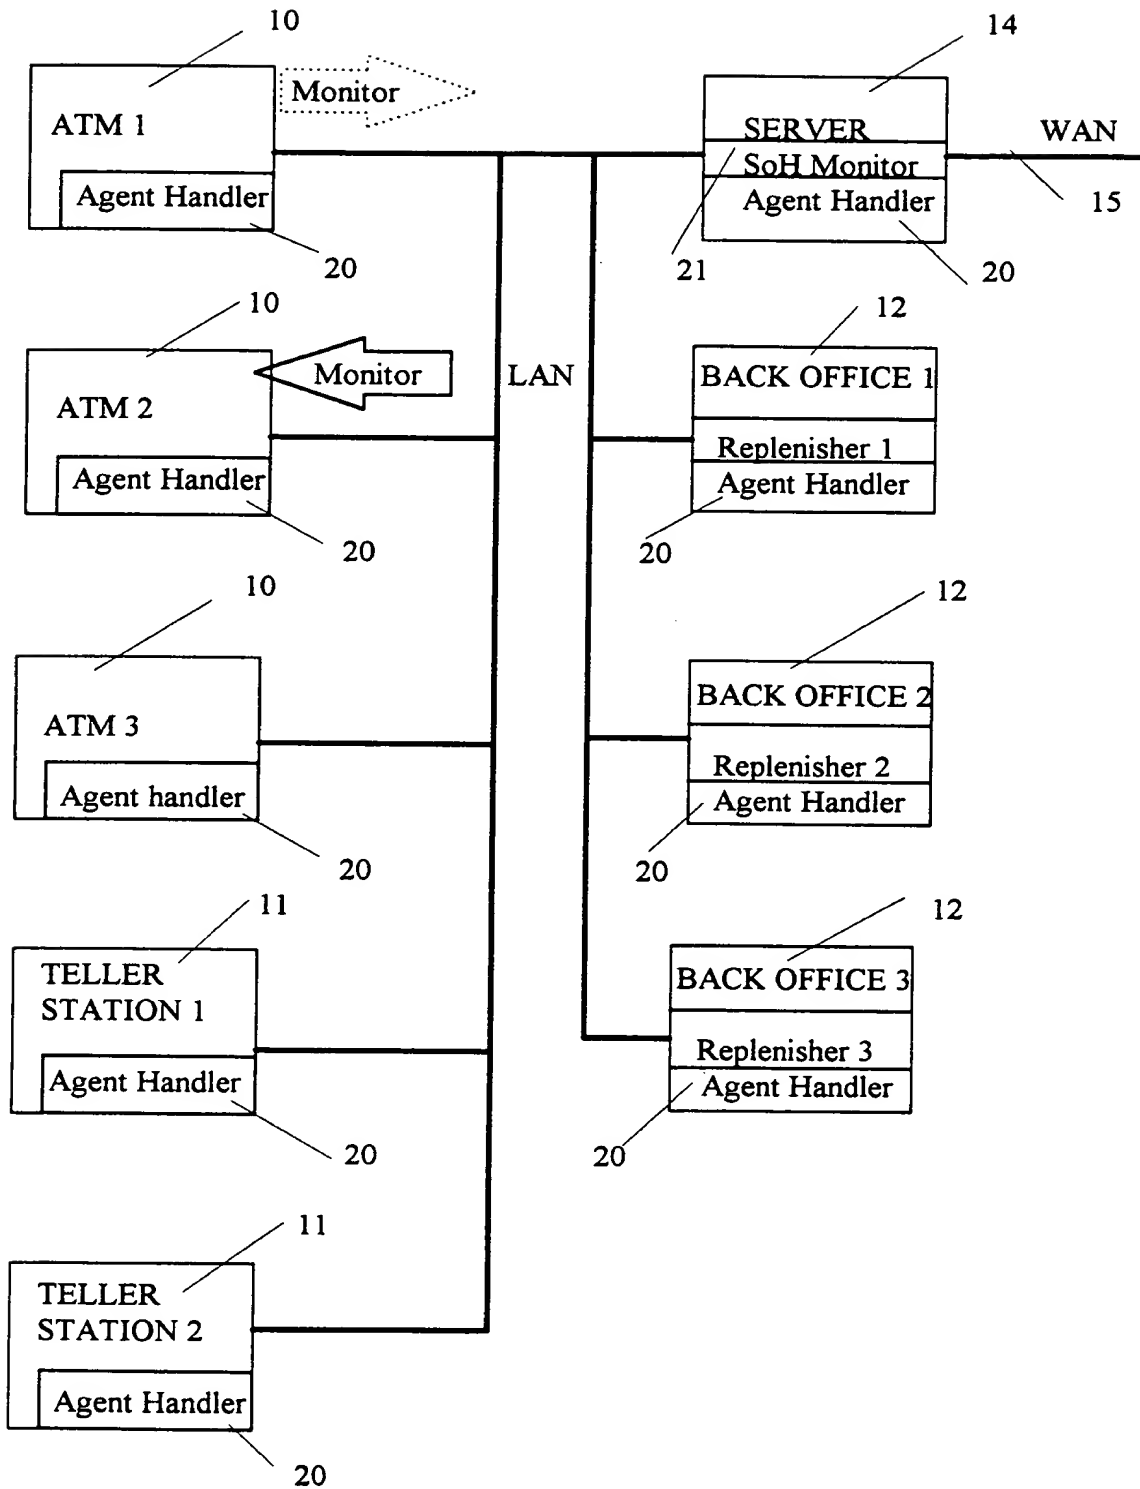 10
Monitor
ATM 1
Agent Handler
20
14
SERVER
SoH Monitor
Agent Handler
21
20
WAN
15
10
Monitor
ATM 2
Agent Handler
20
LAN
12
BACK OFFICE 1
Replenisher 1
Agent Handler
20
10
ATM 3
Agent handler
20
12
BACK OFFICE 2
Replenisher 2
Agent Handler
20
11
TELLER
STATION 1
Agent Handler
20
12
BACK OFFICE 3
Replenisher 3
Agent Handler
20
11
TELLER
STATION 2
Agent Handler
20